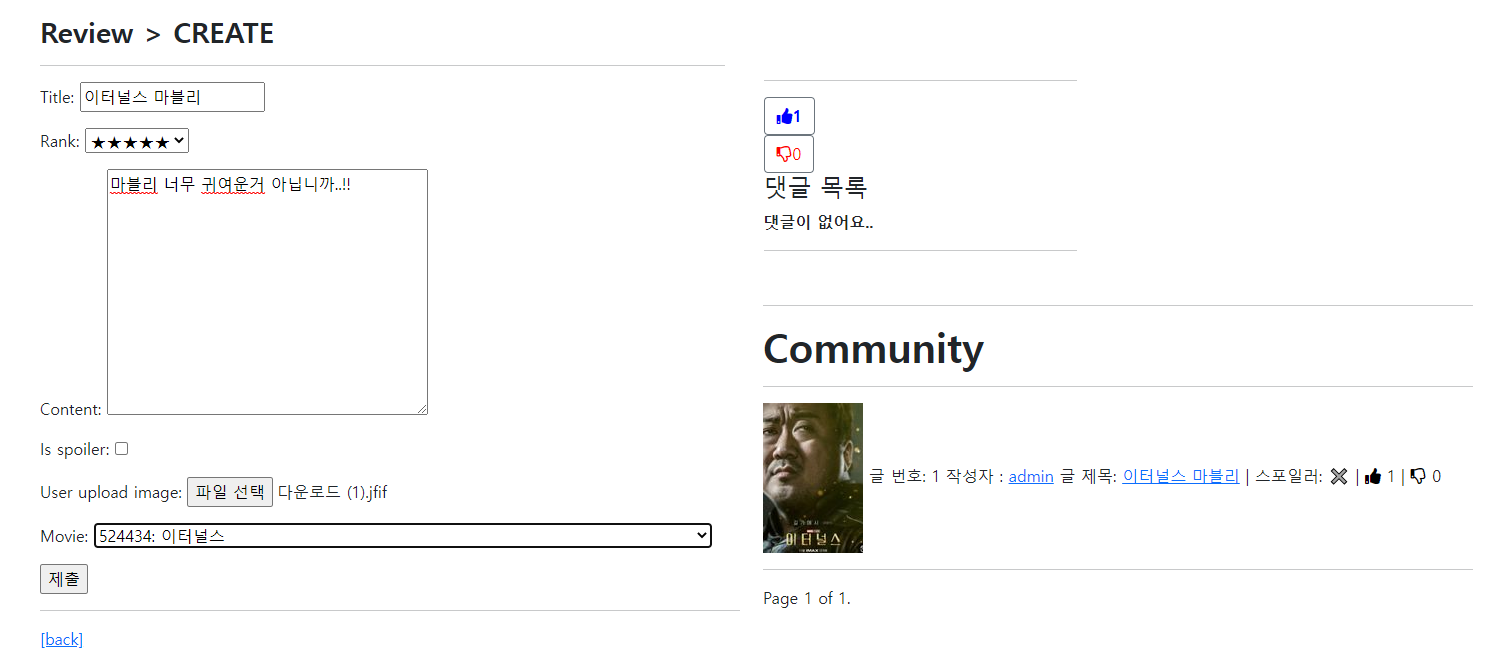 Review > CREATE
Title: 이터널스 마블리
Rank: ★★★★★
마블리 너무 귀여운거 아닙니까..!!
Content:
Is spoiler:
User upload image: 파일 선택 다운로드 (1).jfif
Movie: 524434: 이터널스
제출
[back]
1
0
댓글 목록
댓글이 없어요..
Community
이터널스
글 번호: 1 작성자 : admin 글 제목: 이터널스 마블리 | 스포일러: ✖ | 1 | 0
Page 1 of 1.